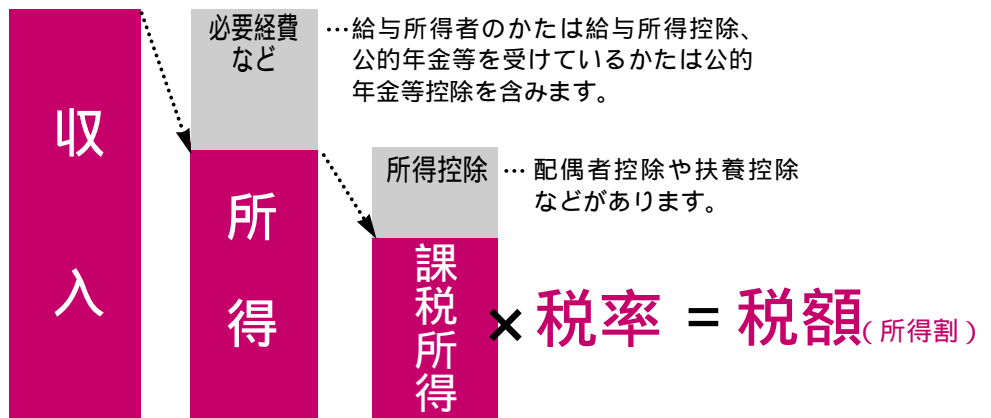 収入
必要経費
など
…給与所得者のかたは給与所得控除、
公的年金等を受けているかたは公的
年金等控除を含みます。
所得
所得控除
… 配偶者控除や扶養控除
などがあります。
課税所得
×税率 = 税額(所得割)